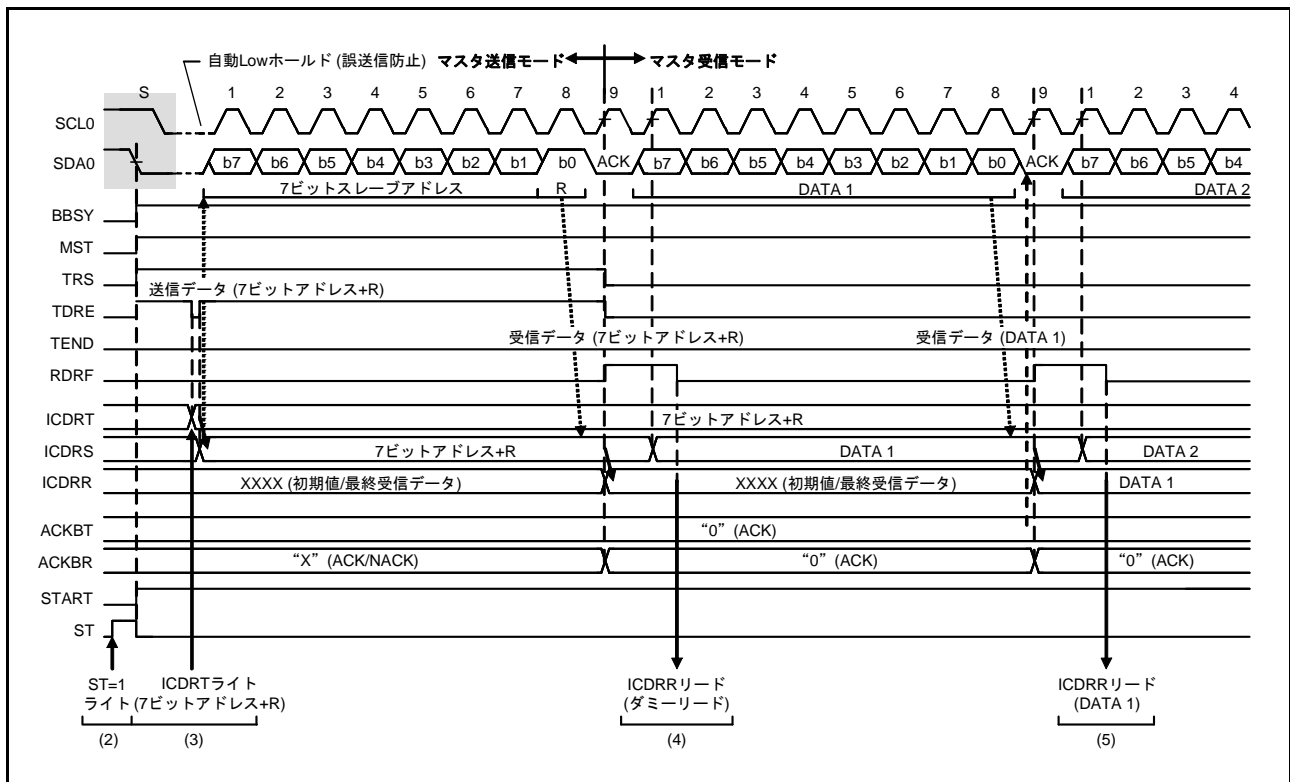 自動Lowホールド (誤送信防止) マスタ送信モード マスタ受信モード
S 1 2 3 4 5 6 7 8 9 1 2 3 4 5 6 7 8 9 1 2 3 4
SCL0
SDA0 b7 b6 b5 b4 b3 b2 b1 b0 ACK b7 b6 b5 b4 b3 b2 b1 b0 ACK b7 b6 b5 b4
7ビットスレーブアドレス R DATA 1 DATA 2
BBSY
MST
TRS
送信データ (7ビットアドレス+R)
TDRE
受信データ (7ビットアドレス+R) 受信データ (DATA 1)
TEND
RDRF
ICDRT 7ビットアドレス+R
ICDRS 7ビットアドレス+R DATA 1 DATA 2
ICDRR XXXX (初期値/最終受信データ) XXXX (初期値/最終受信データ) DATA 1
ACKBT “0” (ACK)
ACKBR “X” (ACK/NACK) “0” (ACK) “0” (ACK)
START
ST
ST=1 ICDRTライト ICDRRリード ICDRRリード
ライト (7ビットアドレス+R) (ダミーリード) (DATA 1)
(2) (3) (4) (5)